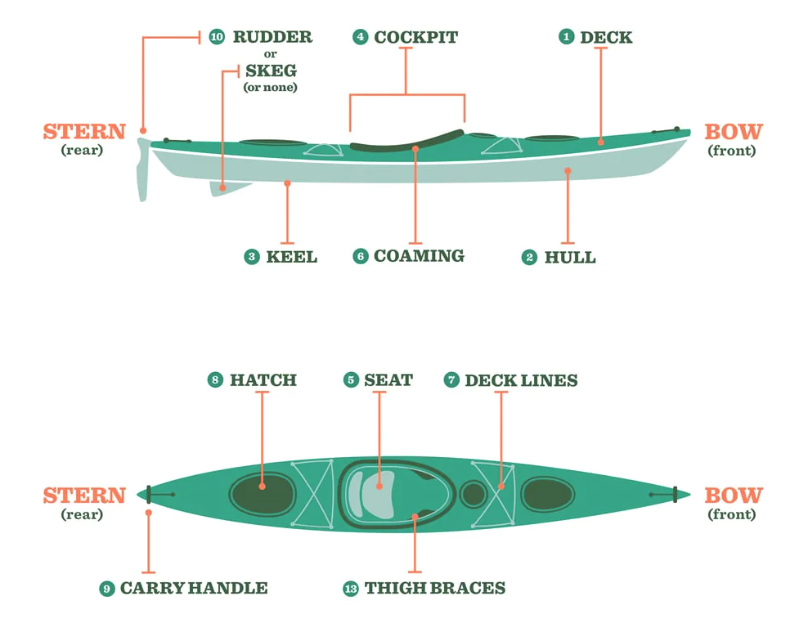 10 RUDDER
or
SKEG
(or none)
4 COCKPIT
1 DECK
STERN
(rear)
BOW
(front)
3 KEEL
6 COAMING
2 HULL
8 HATCH
5 SEAT
7 DECK LINES
STERN
(rear)
BOW
(front)
9 CARRY HANDLE
13 THIGH BRACES